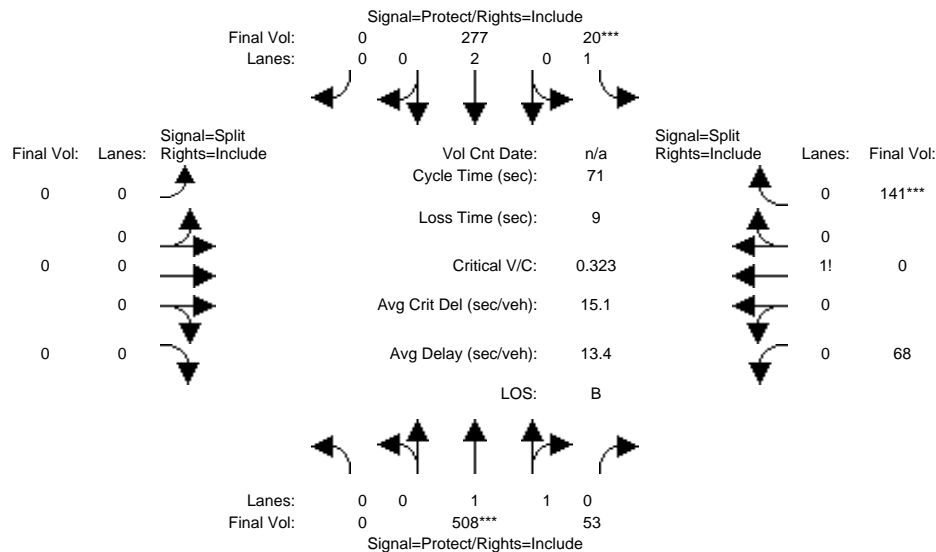 Signal=Protect/Rights=Include
Final Vol: 0 277 20***
Lanes: 0 0 2 0 1
Signal=Split Signal=Split
Final Vol: Lanes: Rights=Include Vol Cnt Date: n/a Rights=Include Lanes: Final Vol:
Cycle Time (sec): 71
0 0 0 141***
Loss Time (sec): 9
0 0
0 0 Critical V/C: 0.323 1! 0
0 Avg Crit Del (sec/veh): 15.1 0
0 0 Avg Delay (sec/veh): 13.4 0 68
LOS: B
Lanes: 0 0 1 1 0
Final Vol: 0 508*** 53
Signal=Protect/Rights=Include